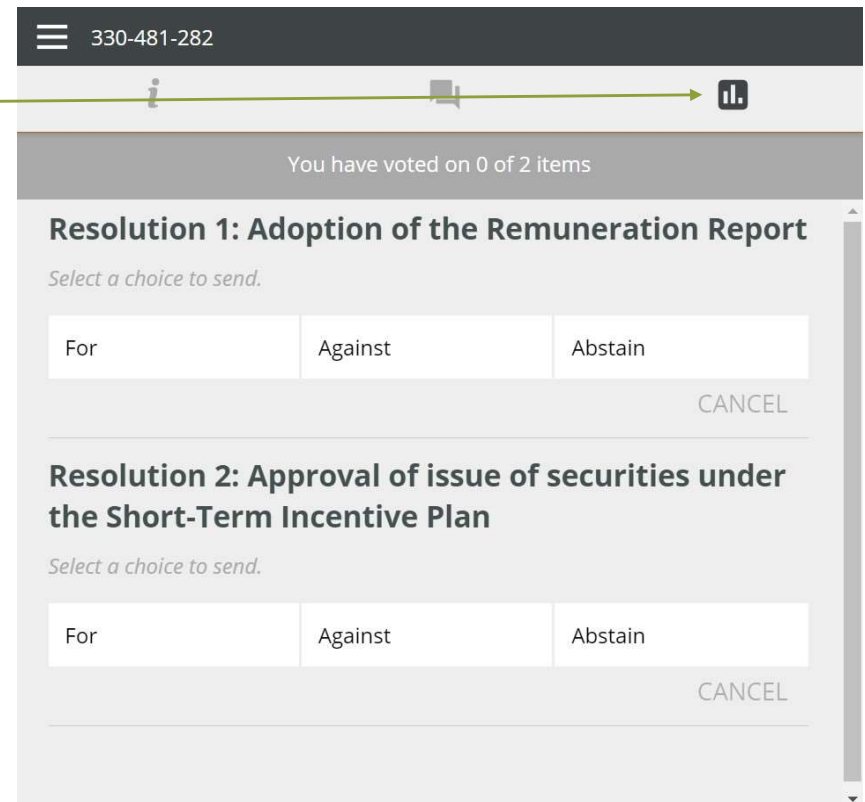 330-481-282
You have voted on 0 of 2 items
Resolution 1: Adoption of the Remuneration Report
Select a choice to send.
For
Against
Abstain
CANCEL
Resolution 2: Approval of issue of securities under
the Short-Term Incentive Plan
Select a choice to send.
For
Against
Abstain
CANCEL